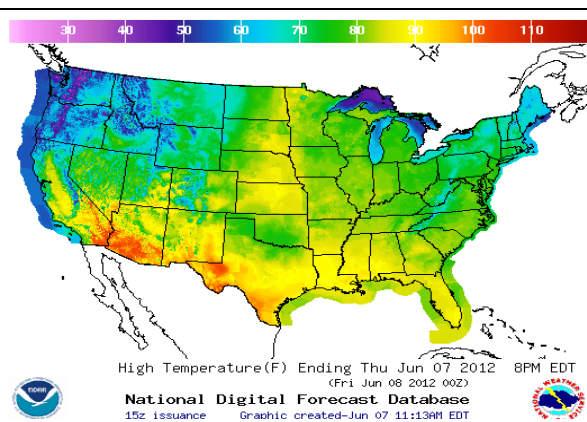 30 40 50 60 70 80 90 100 110
High Temperature(F) Ending Thu Jun 07 2012 8PM EDT
(Fri Jun 08 2012 00Z)
National Digital Forecast Database
15z issuance Graphic created-Jun 07 11:13AM EDT
noaa